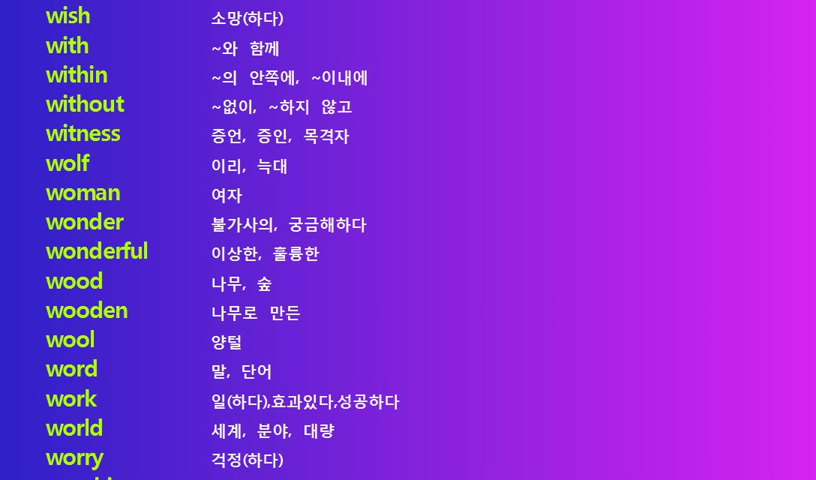 wish 소망(하다)
with ~와 함께
within ~의 안쪽에, ~이내에
without ~없이, ~하지 않고
witness 증언, 증인, 목격자
wolf 이리, 늑대
woman 여자
wonder 불가사의, 궁금해하다
wonderful 이상한, 훌륭한
wood 나무, 숲
wooden 나무로 만든
wool 양털
word 말, 단어
work 일(하다),효과있다,성공하다
world 세계, 분야, 대량
worry 걱정(하다)